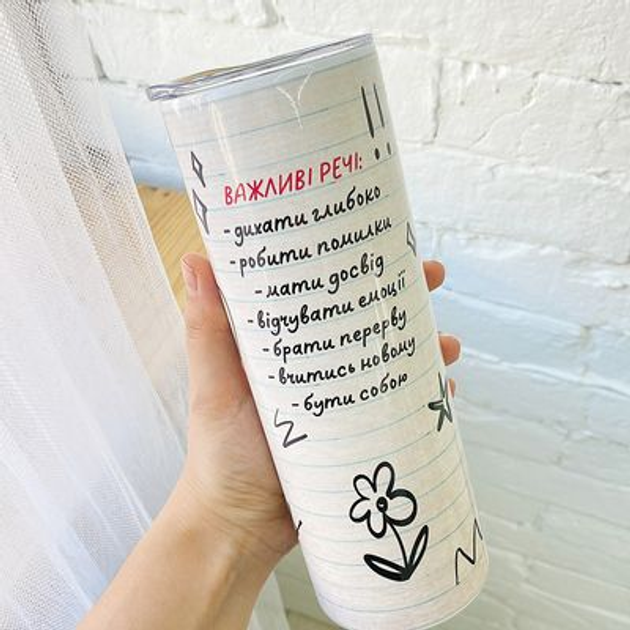 !!
ВАЖЛИВІ РЕЧІ:
- дихати глибоко
- робити помилки
- мати досвід
- відчувати емоції
- брати перерву
- вчитись новому
- бути собою